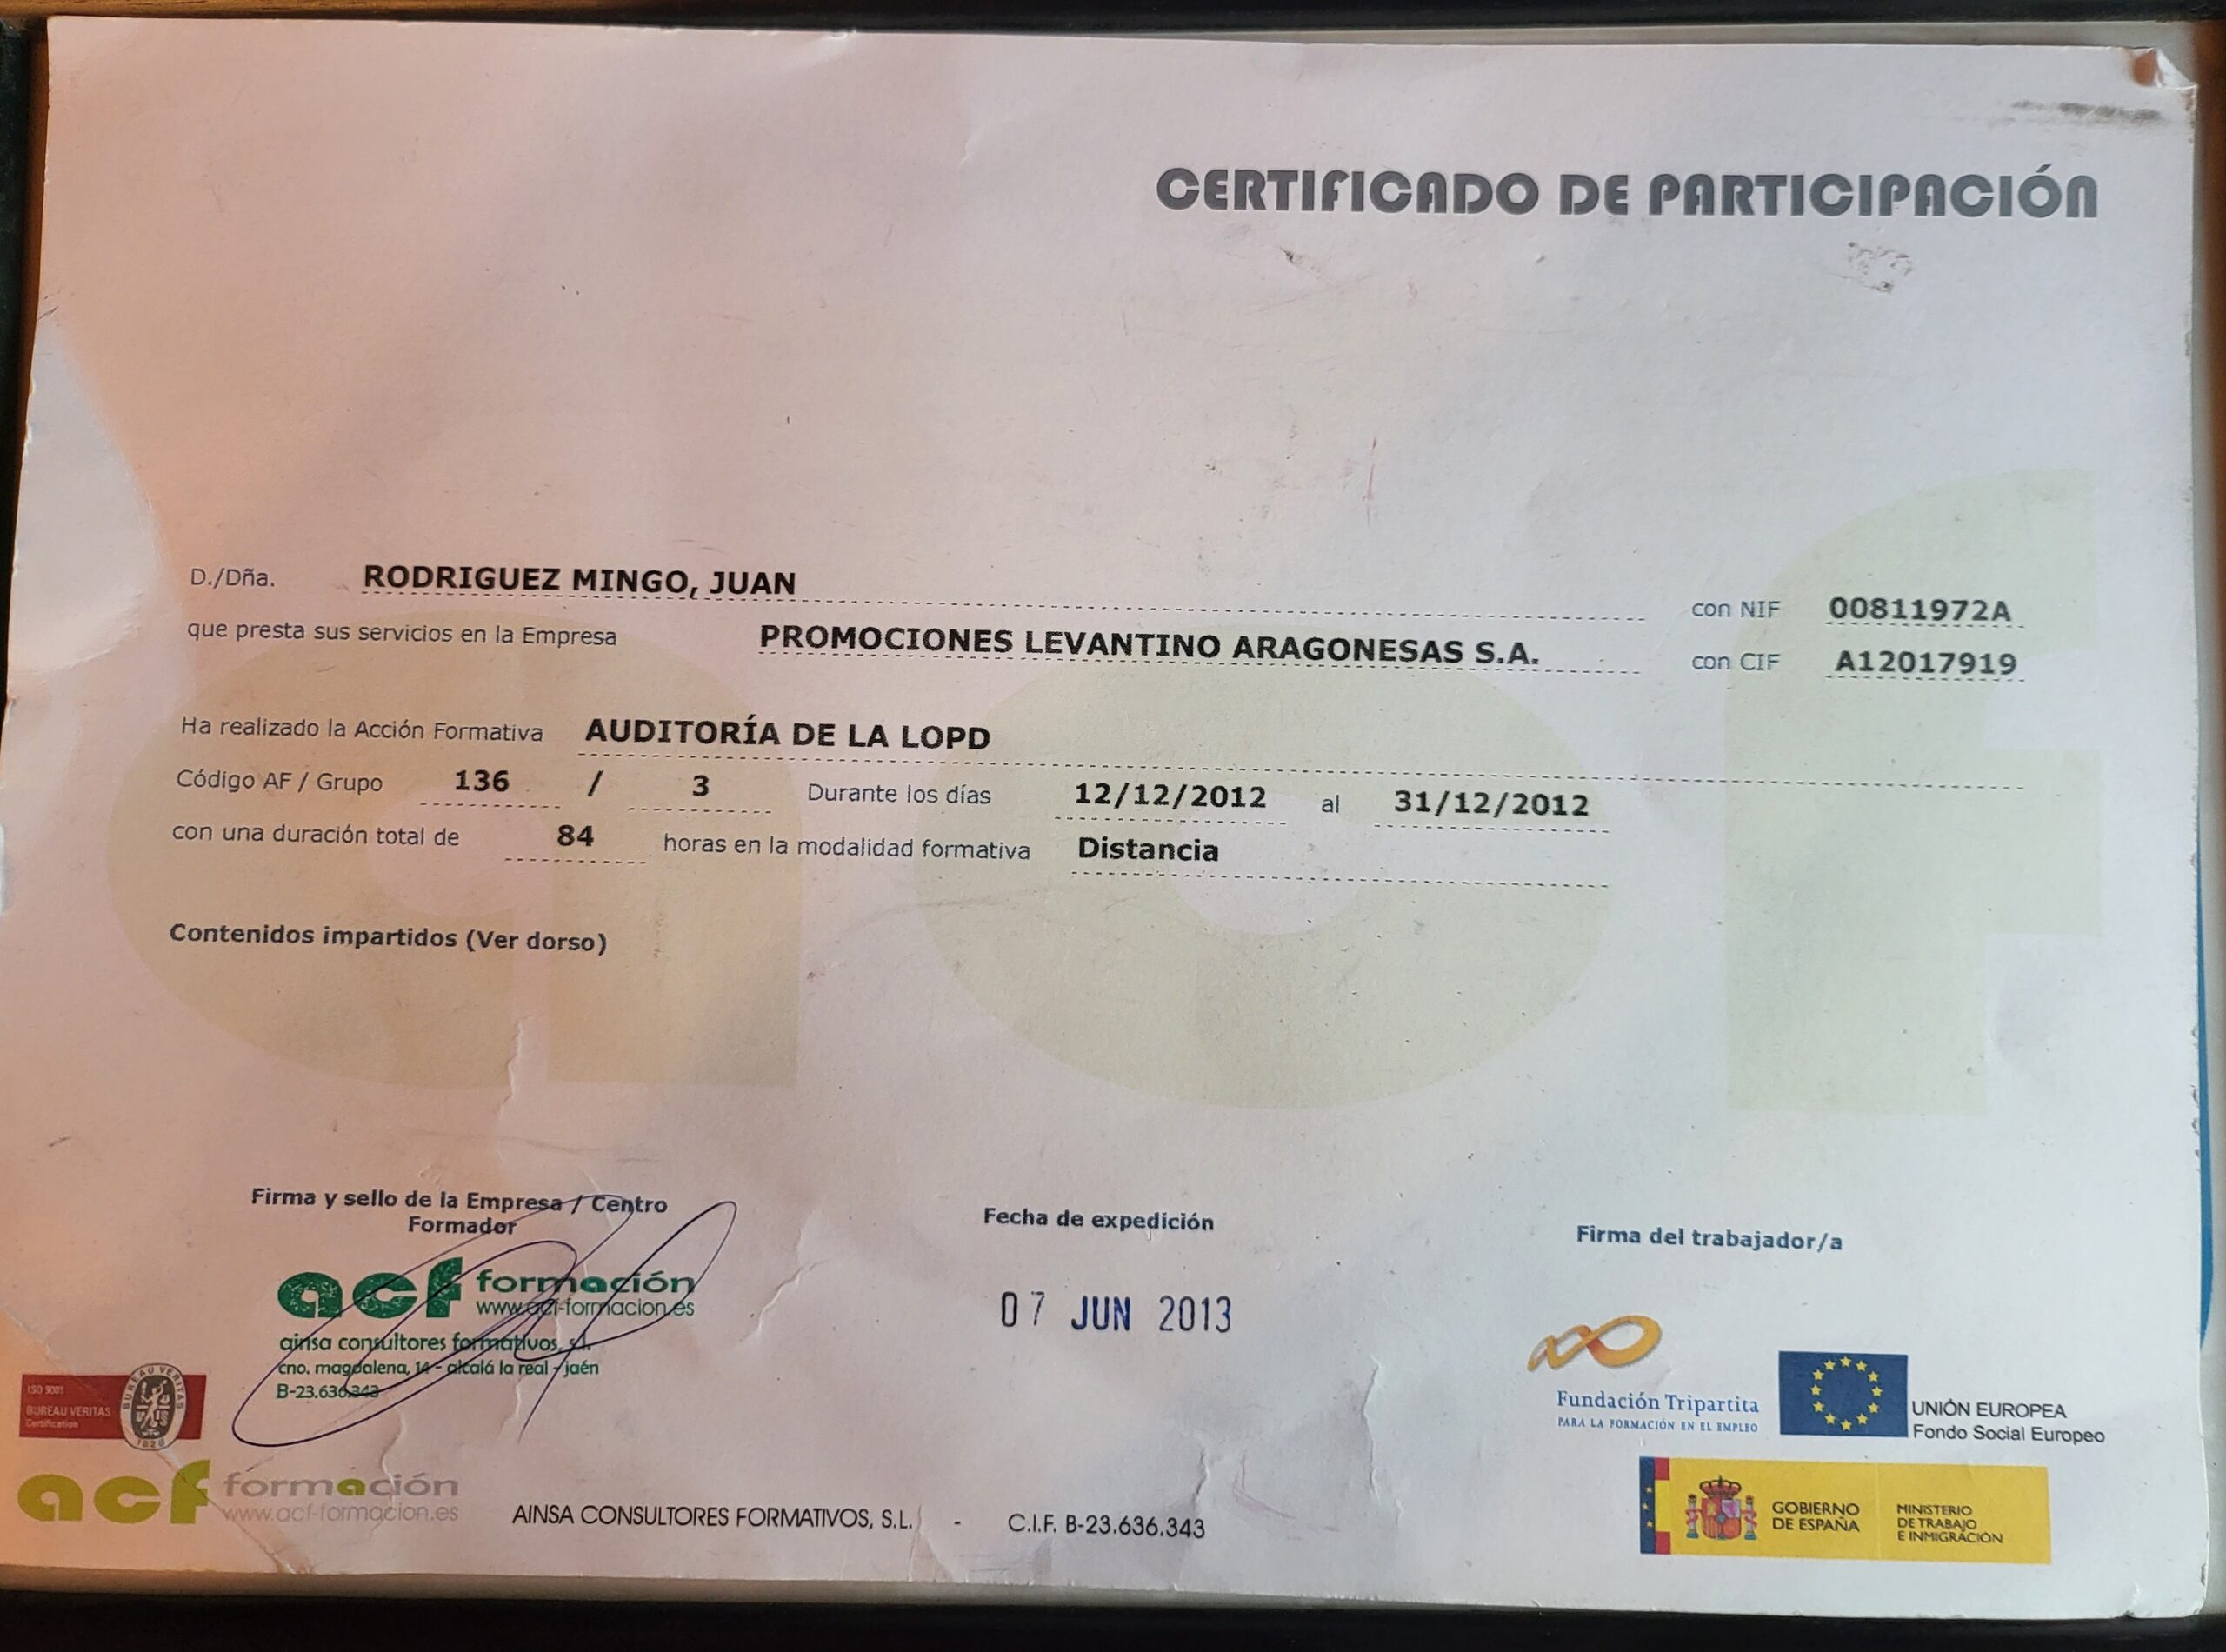 CERTIFICADO DE PARTICIPACIÓN
D./Dña. RODRIGUEZ MINGO, JUAN con NIF 00811972A
que presta sus servicios en la Empresa PROMOCIONES LEVANTINO ARAGONESAS S.A. con CIF A12017919
Ha realizado la Acción Formativa AUDITORÍA DE LA LOPD
Código AF / Grupo 136 / 3 Durante los días 12/12/2012 al 31/12/2012
con una duración total de 84 horas en la modalidad formativa Distancia
Contenidos impartidos (Ver dorso)
Firma y sello de la Empresa / Centro
Formador
acf formación
www.acf-formacion.es
ainsa consultores formativos, s.l.
cno. magdalena, 14 - alcalá la real - jaén
B-23.636.343
Fecha de expedición
07 JUN 2013
Firma del trabajador/a
ISO 9001
BUREAU VERITAS
Certification
BUREAU VERITAS
1828
acf formación
www.acf-formacion.es
AINSA CONSULTORES FORMATIVOS, S.L. - C.I.F. B-23.636.343
Fundación Tripartita
PARA LA FORMACIÓN EN EL EMPLEO
UNIÓN EUROPEA
Fondo Social Europeo
GOBIERNO
DE ESPAÑA
MINISTERIO
DE TRABAJO
E INMIGRACIÓN
acf